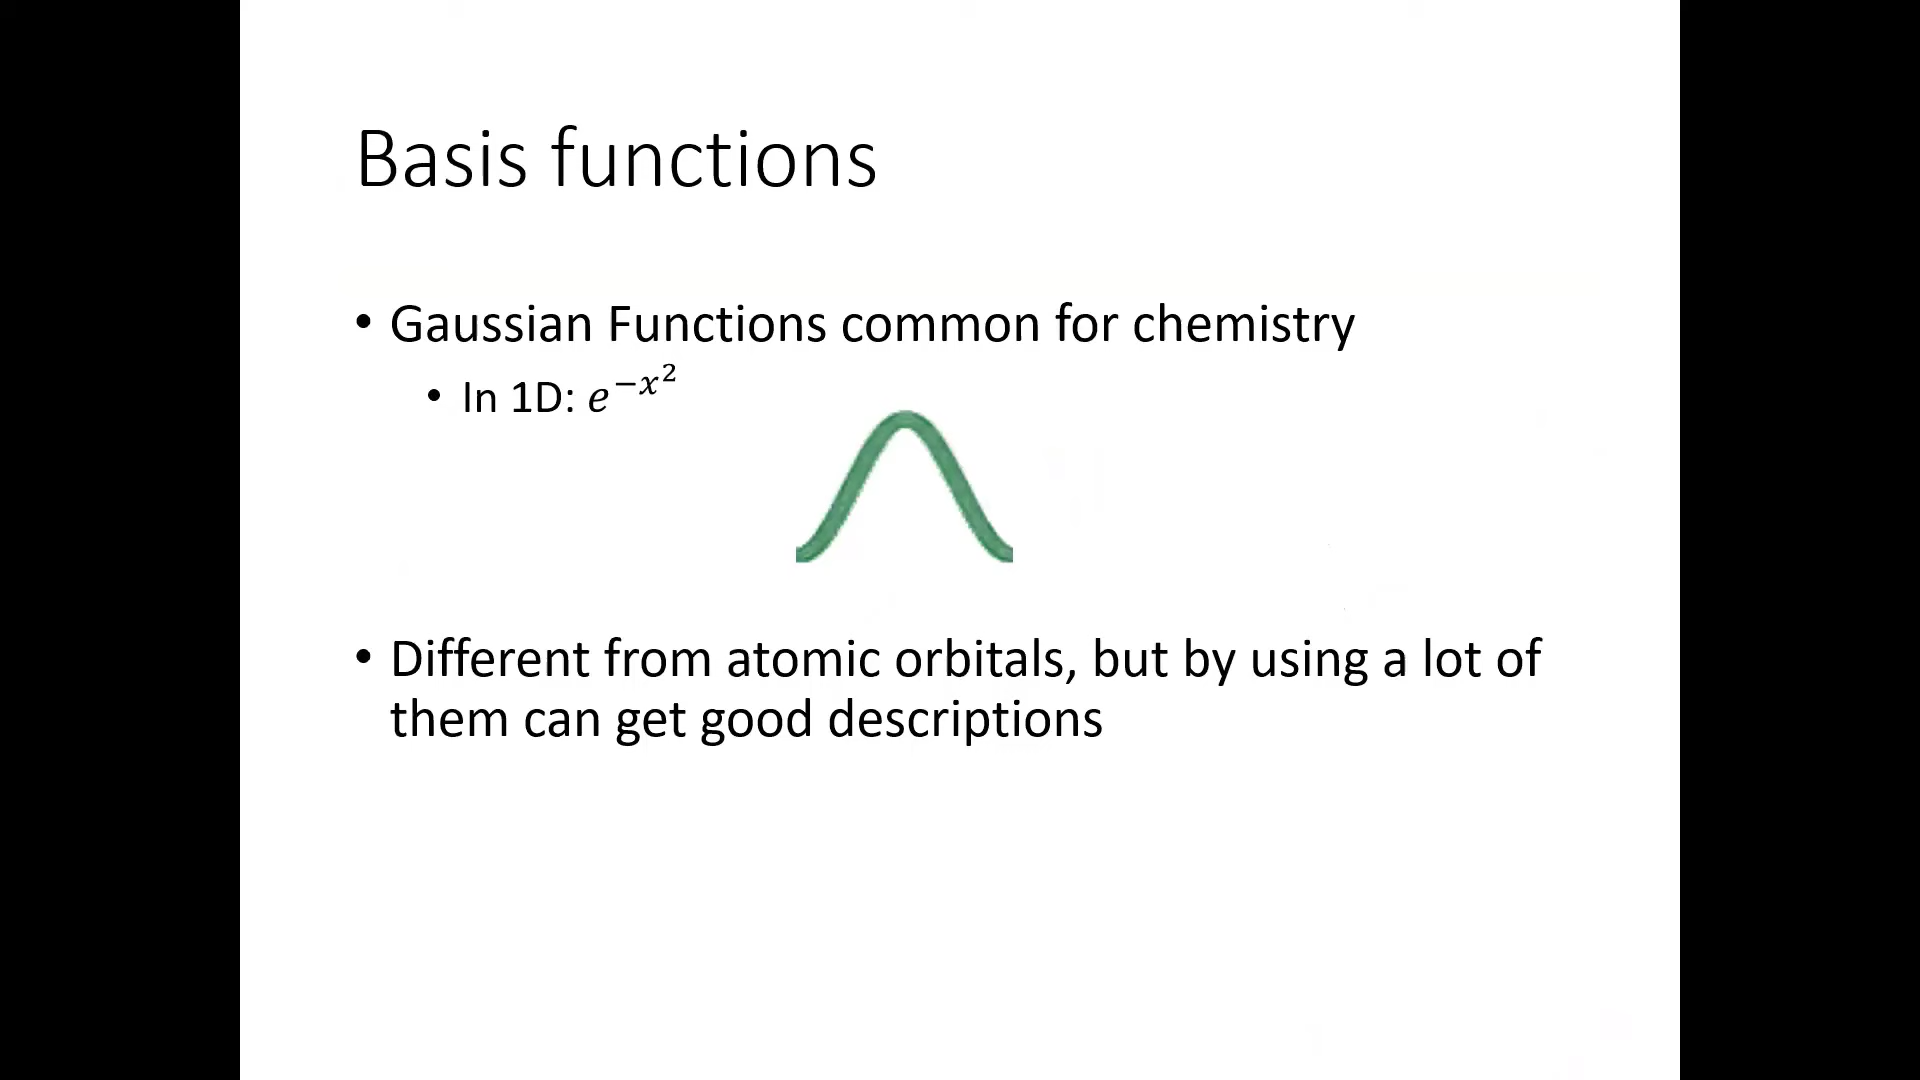 Basis functions
• Gaussian Functions common for chemistry
• In 1D: $e^{-x^2}$
• Different from atomic orbitals, but by using a lot of
them can get good descriptions